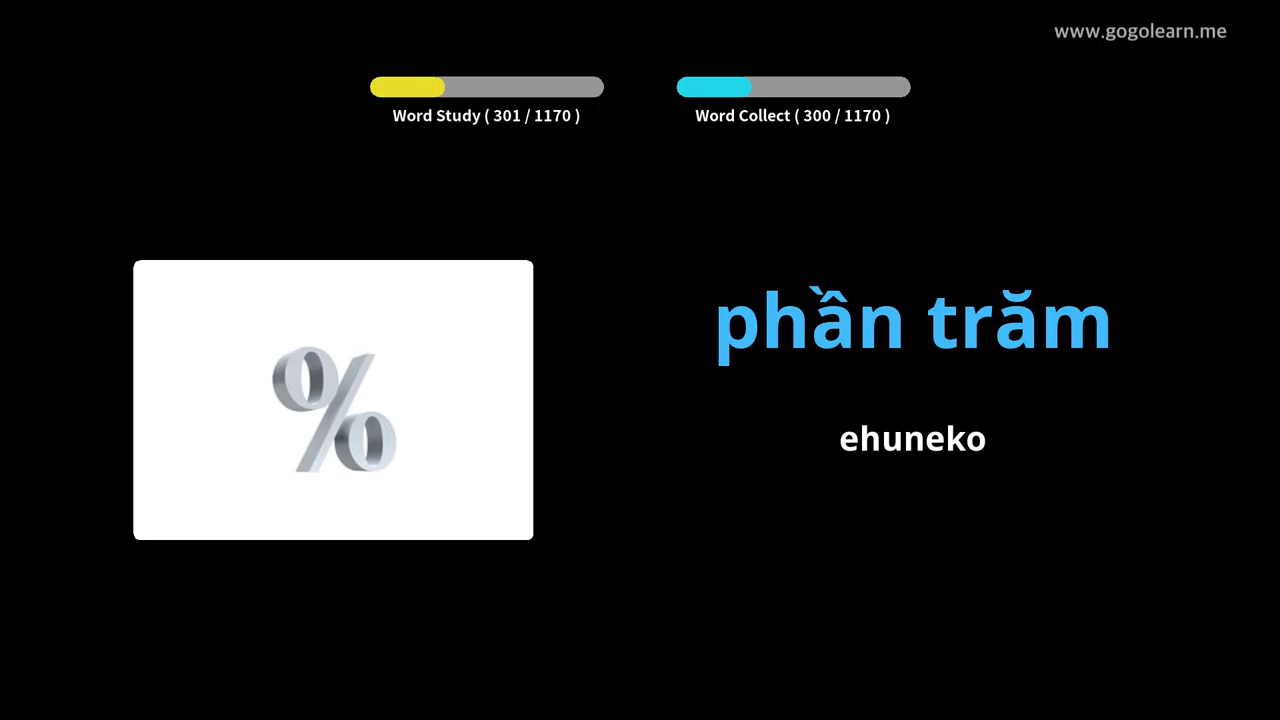 www.gogolearn.me
Word Study ( 301 / 1170 )
Word Collect ( 300 / 1170 )
%
phần trăm
ehuneko